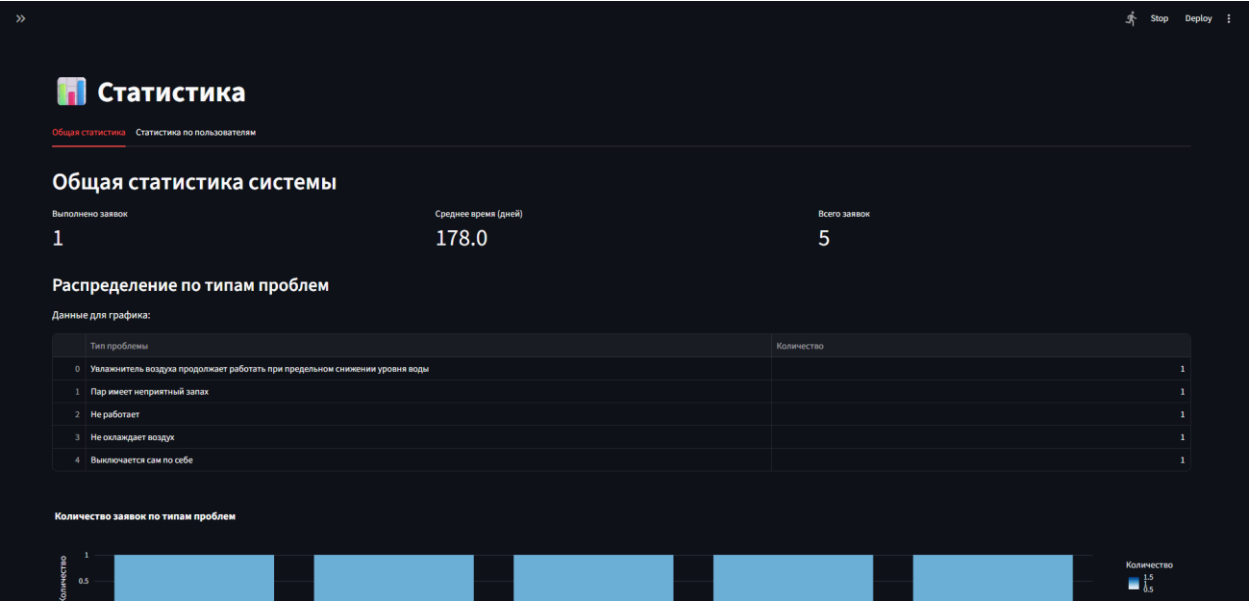 Stop Deploy
Статистика
Общая статистика Статистика по пользователям
Общая статистика системы
Выполнено заявок Среднее время (дней) Всего заявок
1 178.0 5
Распределение по типам проблем
Данные для графика:
Тип проблемы Количество
0 Увлажнитель воздуха продолжает работать при предельном снижении уровня воды 1
1 Пар имеет неприятный запах 1
2 Не работает 1
3 Не охлаждает воздух 1
4 Выключается сам по себе 1
Количество заявок по типам проблем
Количество
1
0.5
Количество
1.5
1
0.5